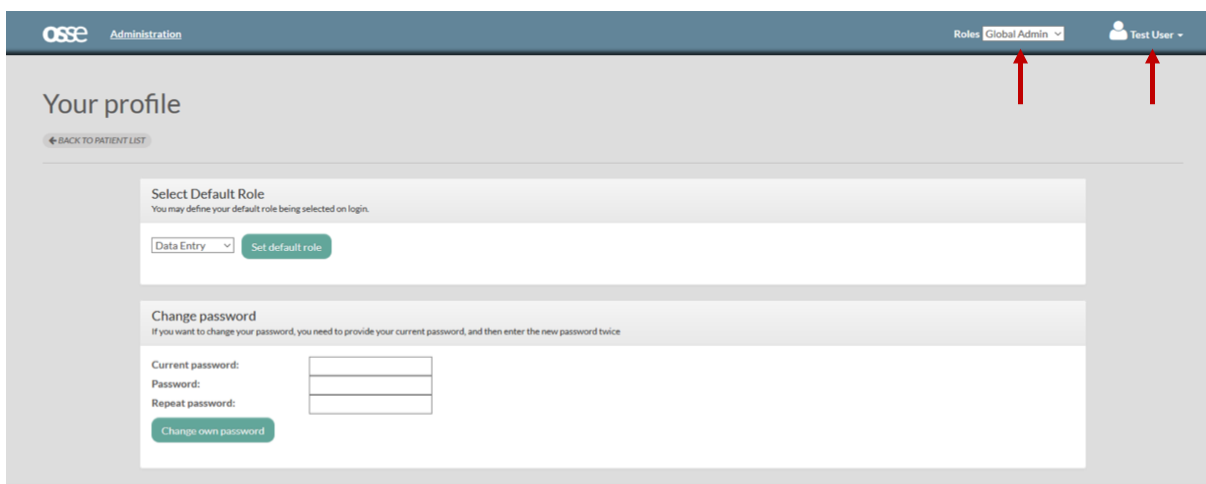 osse Administration Roles Global Admin Test User
Your profile
BACK TO PATIENT LIST
Select Default Role
You may define your default role being selected on login.
Data Entry Set default role
Change password
If you want to change your password, you need to provide your current password, and then enter the new password twice
Current password:
Password:
Repeat password:
Change own password